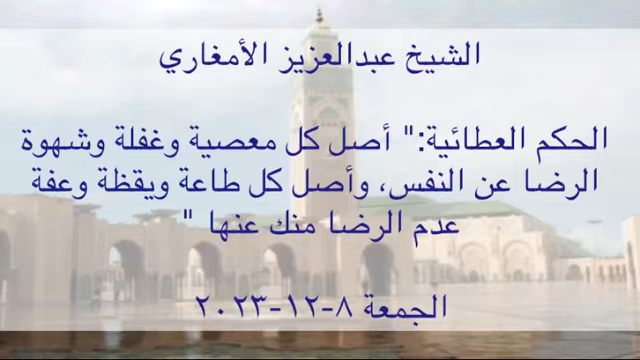 الشيخ عبدالعزيز الأمغاري
الحكم العطائية:" أصل كل معصية وغفلة وشهوة
الرضا عن النفس، وأصل كل طاعة ويقظة وعفة
عدم الرضا منك عنها "
الجمعة ٨-١٢-٢٠٢٣